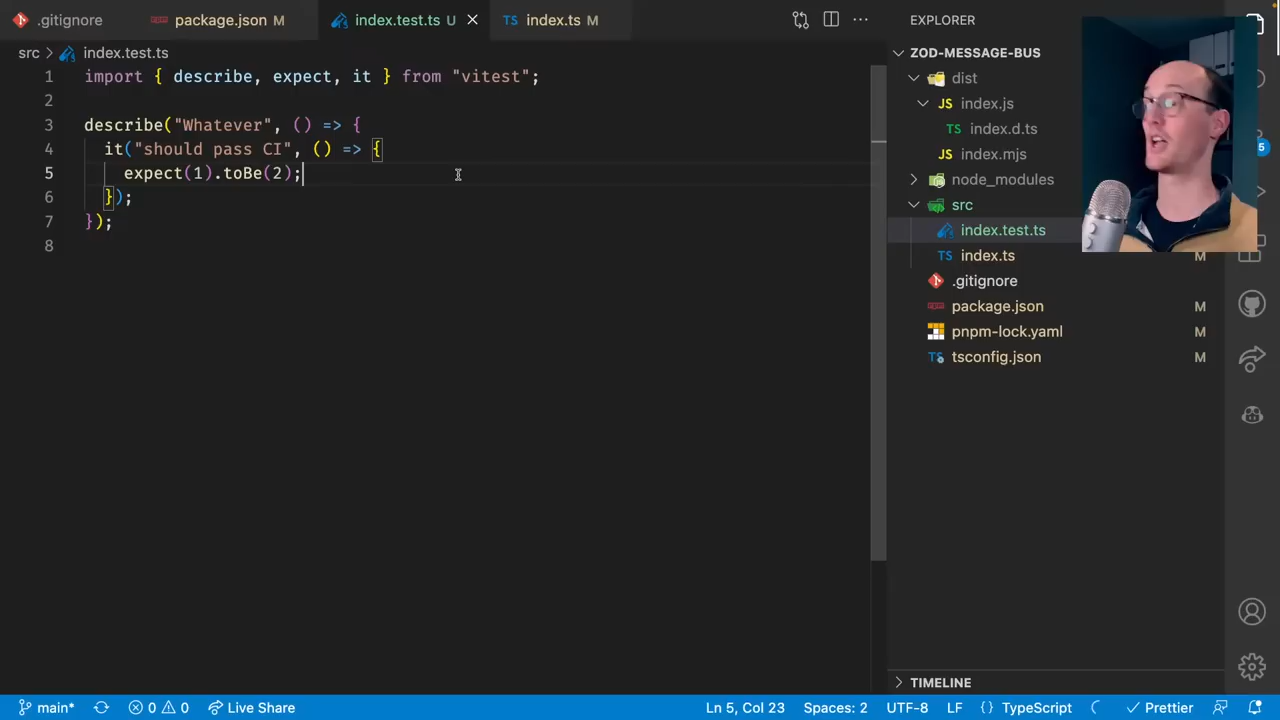 .gitignore
package.json M
index.test.ts U
TS index.ts M
EXPLORER
src > index.test.ts
1 import { describe, expect, it } from "vitest";
2
3 describe("Whatever", () => {
4 it("should pass CI", () => {
5 expect(1).toBe(2);
6 });
7 });
8
ZOD-MESSAGE-BUS
dist
JS index.js
TS index.d.ts
JS index.mjs
node_modules
src
index.test.ts
TS index.ts M
.gitignore
package.json M
pnpm-lock.yaml M
TS tsconfig.json M
5
TIMELINE
main*
0 0
Live Share
Ln 5, Col 23
Spaces: 2
UTF-8
LF
{} TypeScript
Prettier